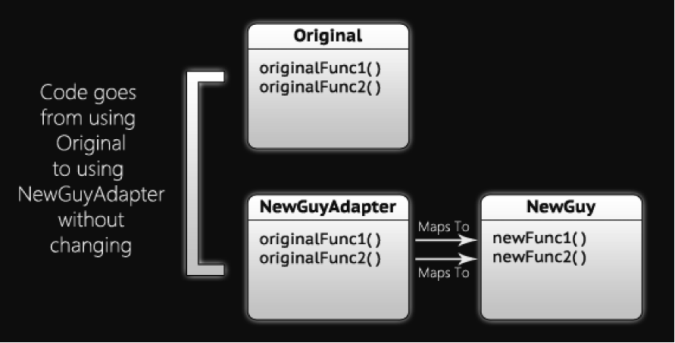 Original
originalFunc1()
originalFunc2()
Code goes
from using
Original
to using
NewGuyAdapter
without
changing
NewGuyAdapter
originalFunc1()
originalFunc2()
Maps To
Maps To
NewGuy
newFunc1()
newFunc2()